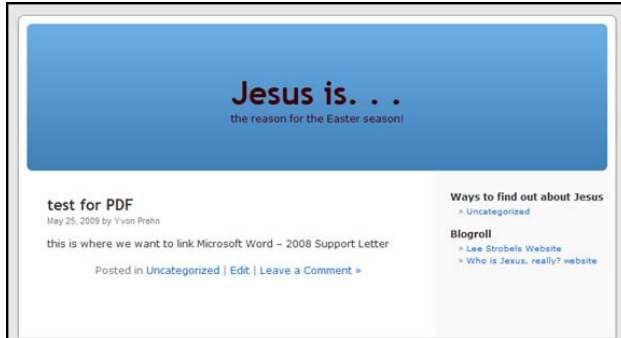 Jesus is. . .
the reason for the Easter season!
test for PDF
May 25, 2009 by Yvon Prehn
this is where we want to link Microsoft Word – 2008 Support Letter
Posted in Uncategorized | Edit | Leave a Comment »
Ways to find out about Jesus
» Uncategorized
Blogroll
» Lee Strobels Website
» Who is Jesus, really? website